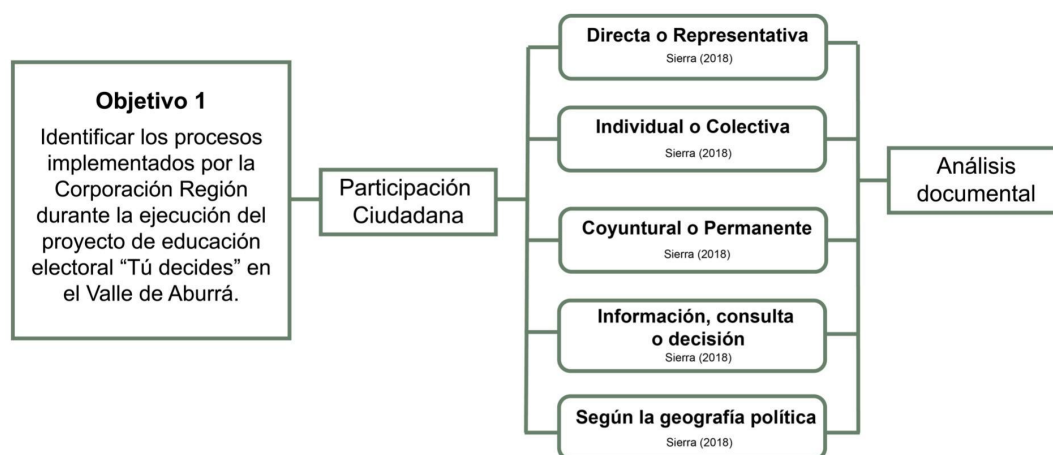 Objetivo 1
Identificar los procesos
implementados por la
Corporación Región
durante la ejecución del
proyecto de educación
electoral “Tú decides” en
el Valle de Aburrá.
Participación
Ciudadana
Directa o Representativa
Sierra (2018)
Individual o Colectiva
Sierra (2018)
Coyuntural o Permanente
Sierra (2018)
Información, consulta
o decisión
Sierra (2018)
Según la geografía política
Sierra (2018)
Análisis
documental